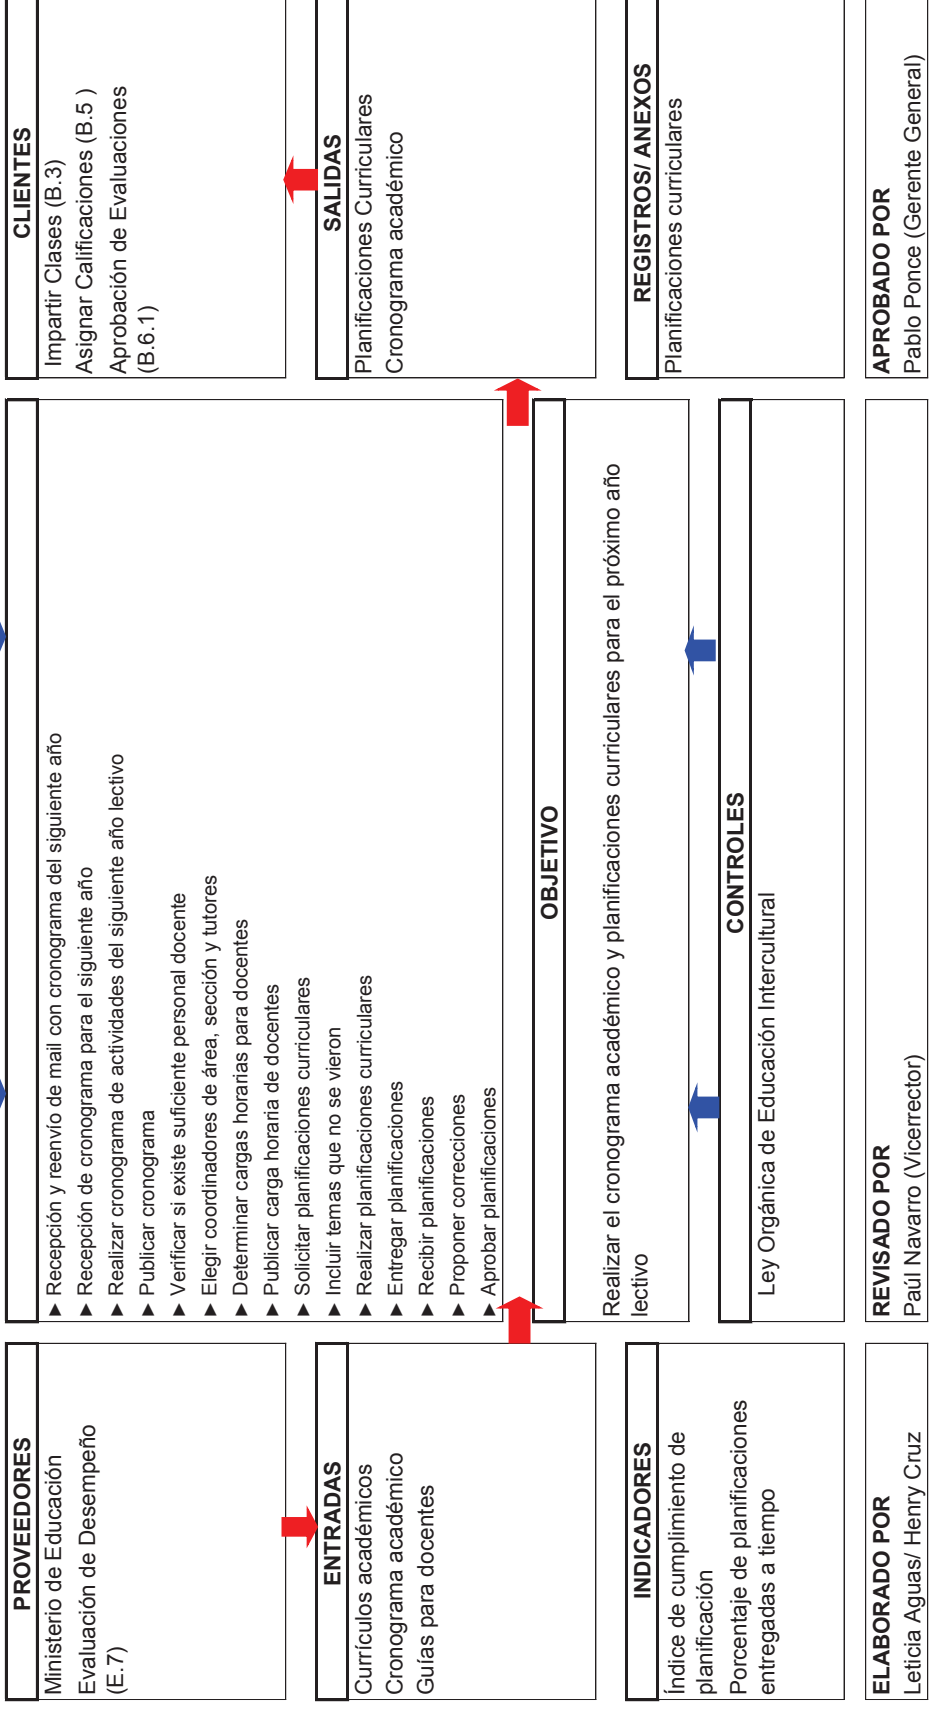 PROVEEDORES
Ministerio de Educación
Evaluación de Desempeño
(E.7)
ENTRADAS
Currículos académicos
Cronograma académico
Guías para docentes
INDICADORES
Índice de cumplimiento de
planificación
Porcentaje de planificaciones
entregadas a tiempo
ELABORADO POR
Leticia Aguas/ Henry Cruz
► Recepción y reenvío de mail con cronograma del siguiente año
► Recepción de cronograma para el siguiente año
► Realizar cronograma de actividades del siguiente año lectivo
► Publicar cronograma
► Verificar si existe suficiente personal docente
► Elegir coordinadores de área, sección y tutores
► Determinar cargas horarias para docentes
► Publicar carga horaria de docentes
► Solicitar planificaciones curriculares
► Incluir temas que no se vieron
► Realizar planificaciones curriculares
► Entregar planificaciones
► Recibir planificaciones
► Proponer correcciones
► Aprobar planificaciones
OBJETIVO
Realizar el cronograma académico y planificaciones curriculares para el próximo año
lectivo
CONTROLES
Ley Orgánica de Educación Intercultural
REVISADO POR
Paúl Navarro (Vicerrector)
CLIENTES
Impartir Clases (B.3)
Asignar Calificaciones (B.5 )
Aprobación de Evaluaciones
(B.6.1)
SALIDAS
Planificaciones Curriculares
Cronograma académico
REGISTROS/ ANEXOS
Planificaciones curriculares
APROBADO POR
Pablo Ponce (Gerente General)